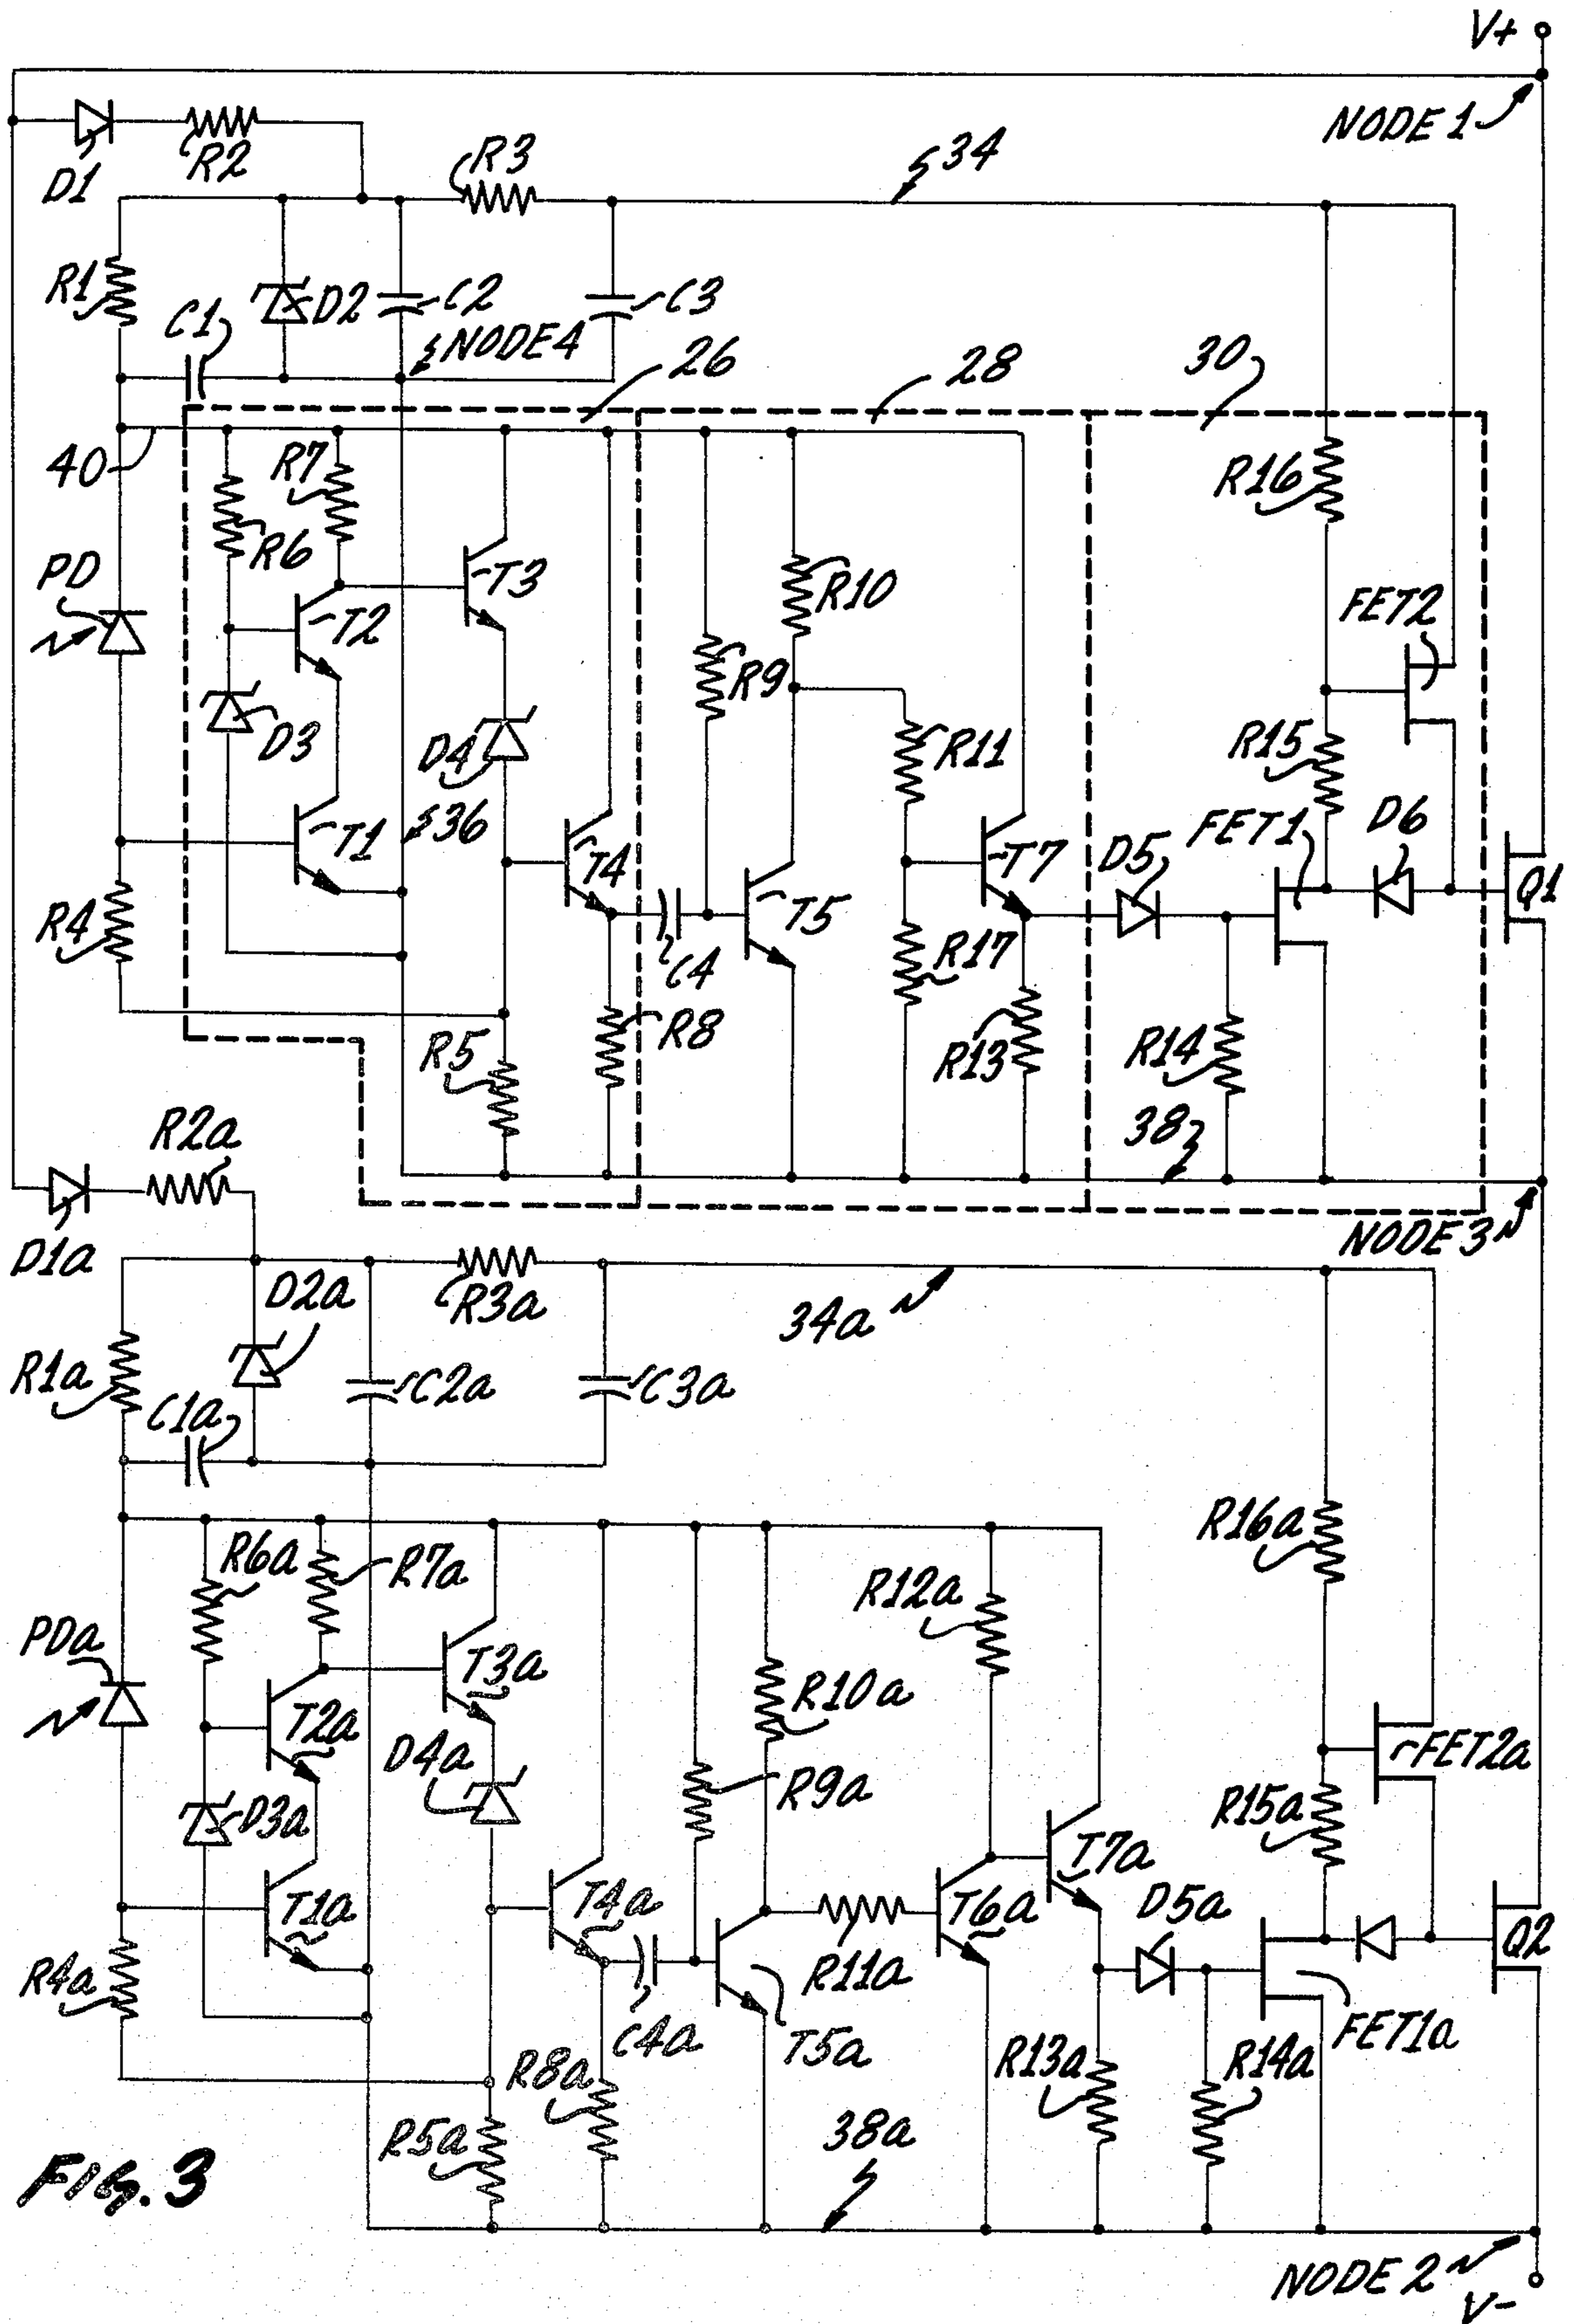 V+
NODE 1
D1
R2
R3
34
R1
C1
D2
C2
C3
NODE 4
26
28
30
40
R7
R6
PD
T2
T3
R16
R10
FET2
R9
D3
D4
R11
R15
36
T1
T4
T7
D5
FET1
D6
Q1
R4
C4
T5
R17
R8
R5
R13
R14
38
R2a
D1a
NODE 3
D2a
R3a
34a
R1a
C2a
C3a
C1a
R6a
R7a
R12a
R16a
PDa
T3a
T2a
R10a
D4a
FET2a
R9a
D3a
R15a
T7a
T1a
T4a
T6a
D5a
Q2
R4a
R11a
C4a
T5a
FET1a
R8a
R13a
R14a
R5a
38a
FIG. 3
NODE 2
V-